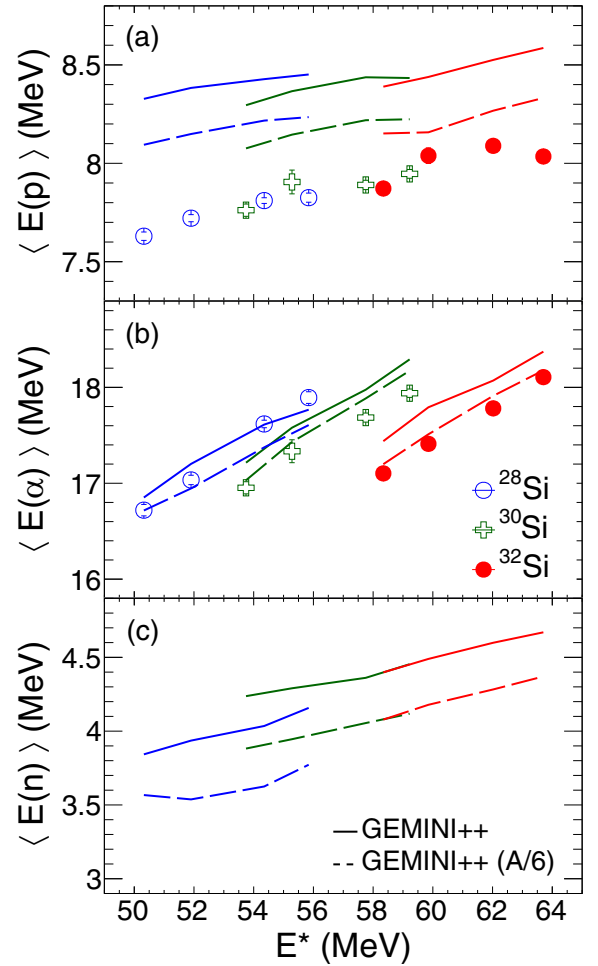 (a)
8.5
8
7.5
⟨ E(p) ⟩ (MeV)
(b)
18
17
16
⟨ E(α) ⟩ (MeV)
28Si
30Si
32Si
(c)
4.5
4
3.5
3
⟨ E(n) ⟩ (MeV)
GEMINI++
GEMINI++ (A/6)
50 52 54 56 58 60 62 64
E* (MeV)